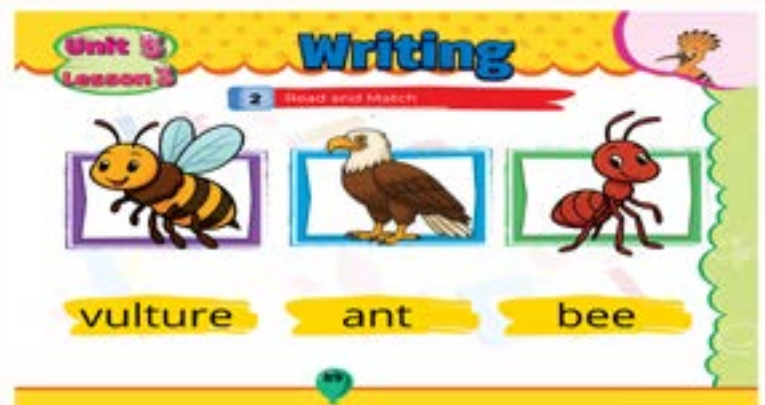 Unit
Lesson
Writing
2 Read and Match
vulture
ant
bee